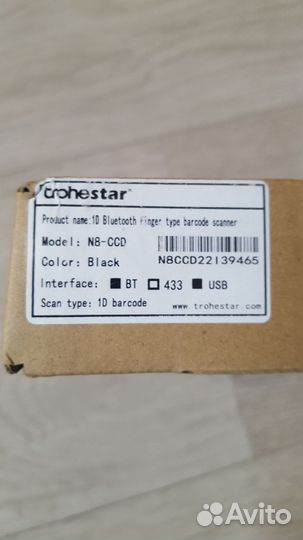 trohestar
Product name:1D Bluetooth Finger type barcode scanner
Model: N8-CCD
Color: Black N8CCD22I39465
Interface: ■ BT □ 433 ■ USB
Scan type: 1D barcode www.trohestar.com
Avito